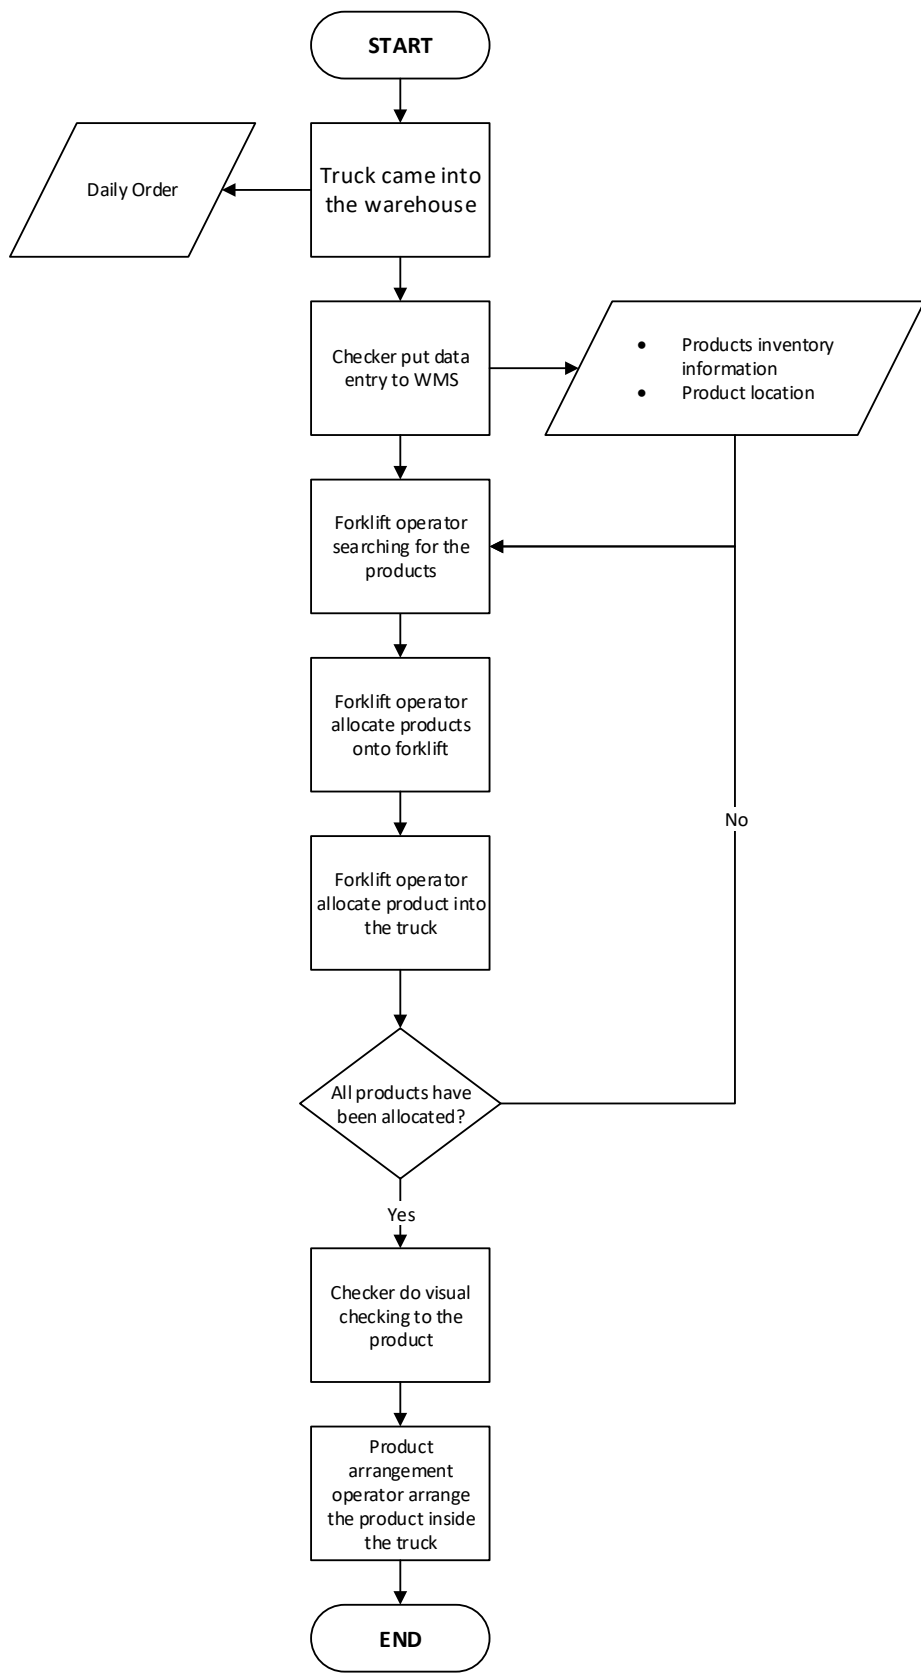 START
Truck came into
the warehouse
Daily Order
Checker put data
entry to WMS
• Products inventory
information
• Product location
Forklift operator
searching for the
products
Forklift operator
allocate products
onto forklift
No
Forklift operator
allocate product into
the truck
All products have
been allocated?
Yes
Checker do visual
checking to the
product
Product
arrangement
operator arrange
the product inside
the truck
END